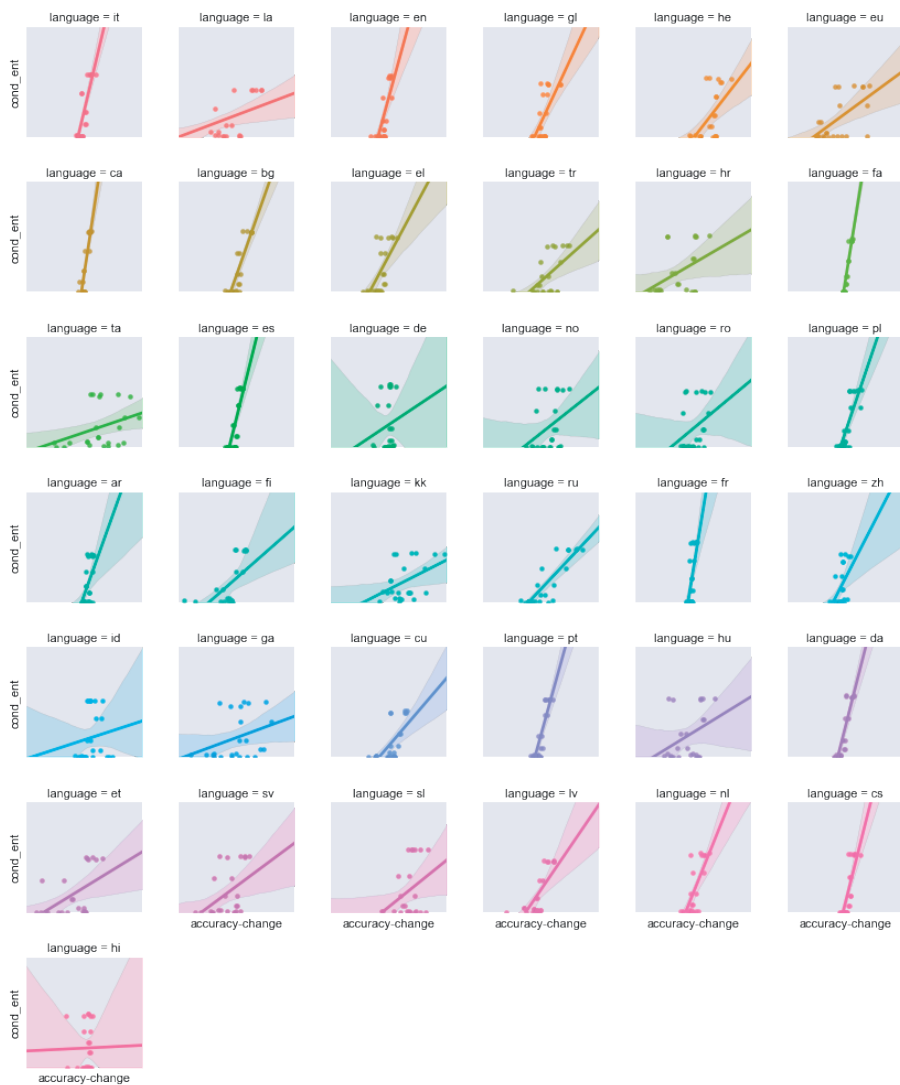 language = it language = la language = en language = gl language = he language = eu
cond_ent
language = ca language = bg language = el language = tr language = hr language = fa
cond_ent
language = ta language = es language = de language = no language = ro language = pl
cond_ent
language = ar language = fi language = kk language = ru language = fr language = zh
cond_ent
language = id language = ga language = cu language = pt language = hu language = da
cond_ent
language = et language = sv language = sl language = lv language = nl language = cs
cond_ent
accuracy-change accuracy-change accuracy-change accuracy-change accuracy-change
language = hi
cond_ent
accuracy-change